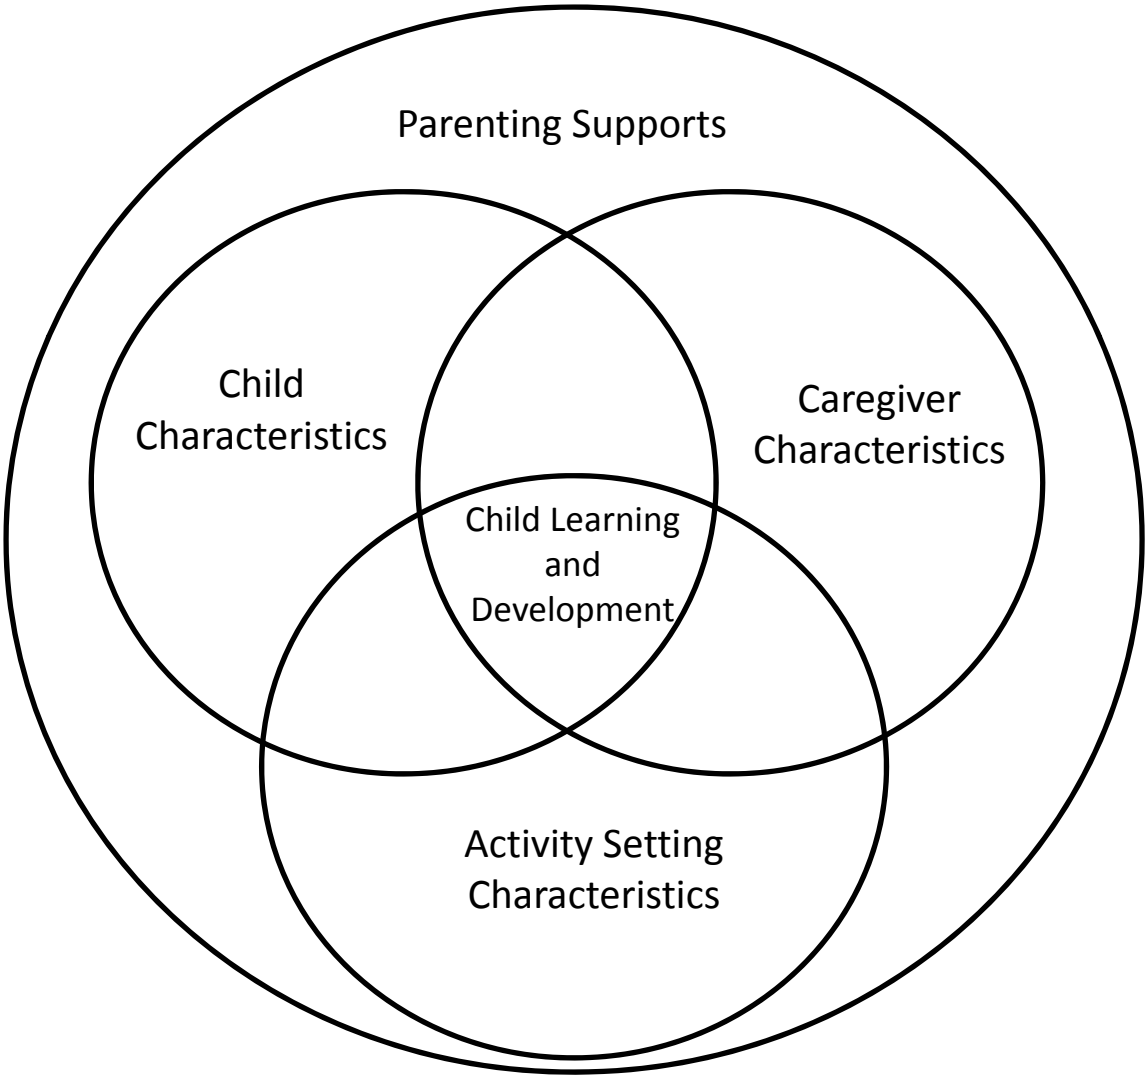 Parenting Supports
Child
Characteristics
Caregiver
Characteristics
Child Learning
and
Development
Activity Setting
Characteristics